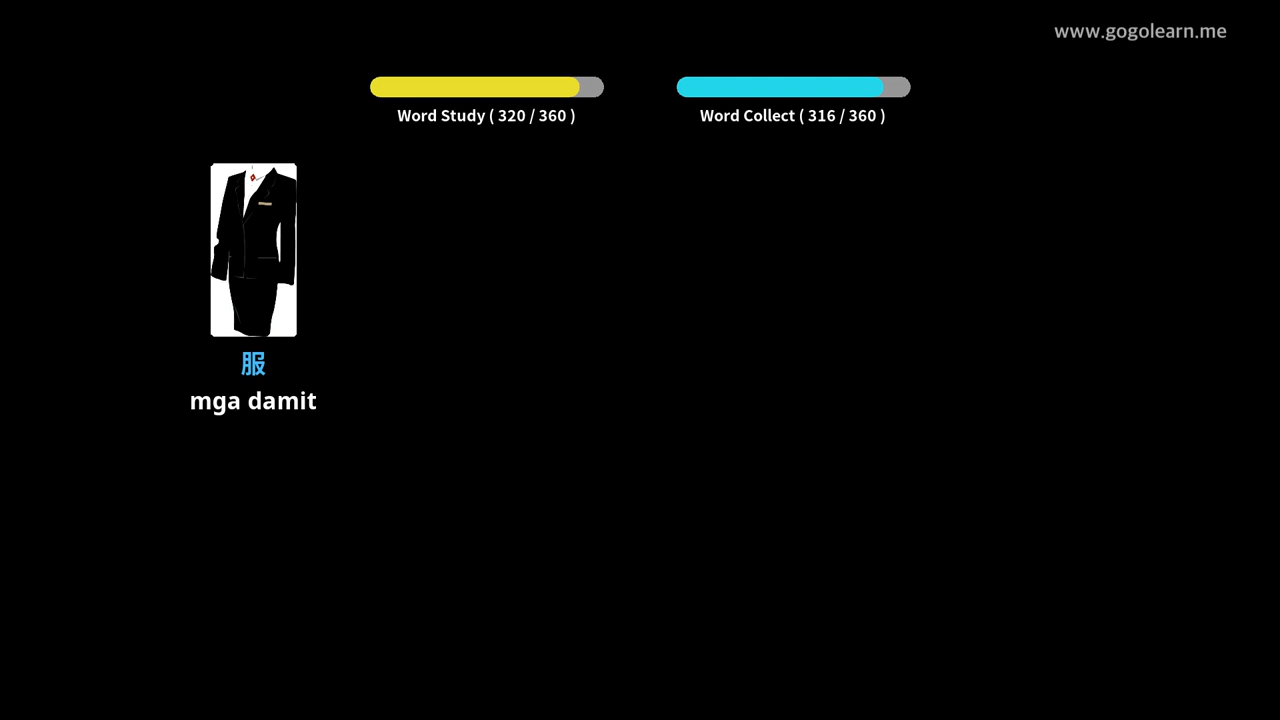 www.gogolearn.me
Word Study ( 320 / 360 )
Word Collect ( 316 / 360 )
服
mga damit